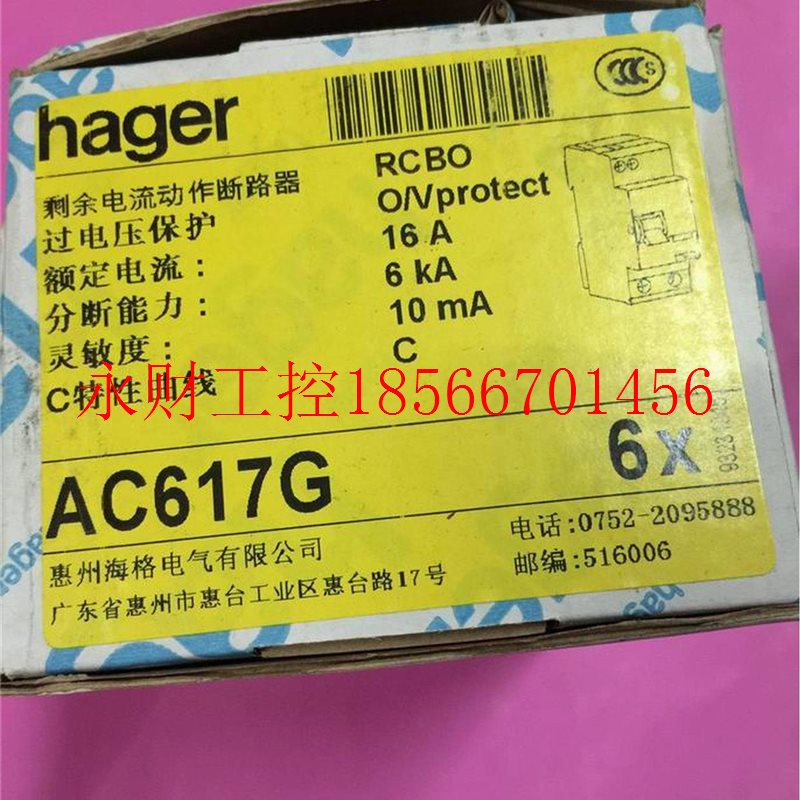 hager
CCC S
剩余电流动作断路器 RCBO
过电压保护 O/Vprotect
额定电流: 16 A
分断能力: 6 kA
灵敏度: 10 mA
C特性曲线 C
永财工控18566701456
AC617G 6x
惠州海格电气有限公司 电话:0752-2095888
广东省惠州市惠台工业区惠台路17号 邮编:516006
hager
hager